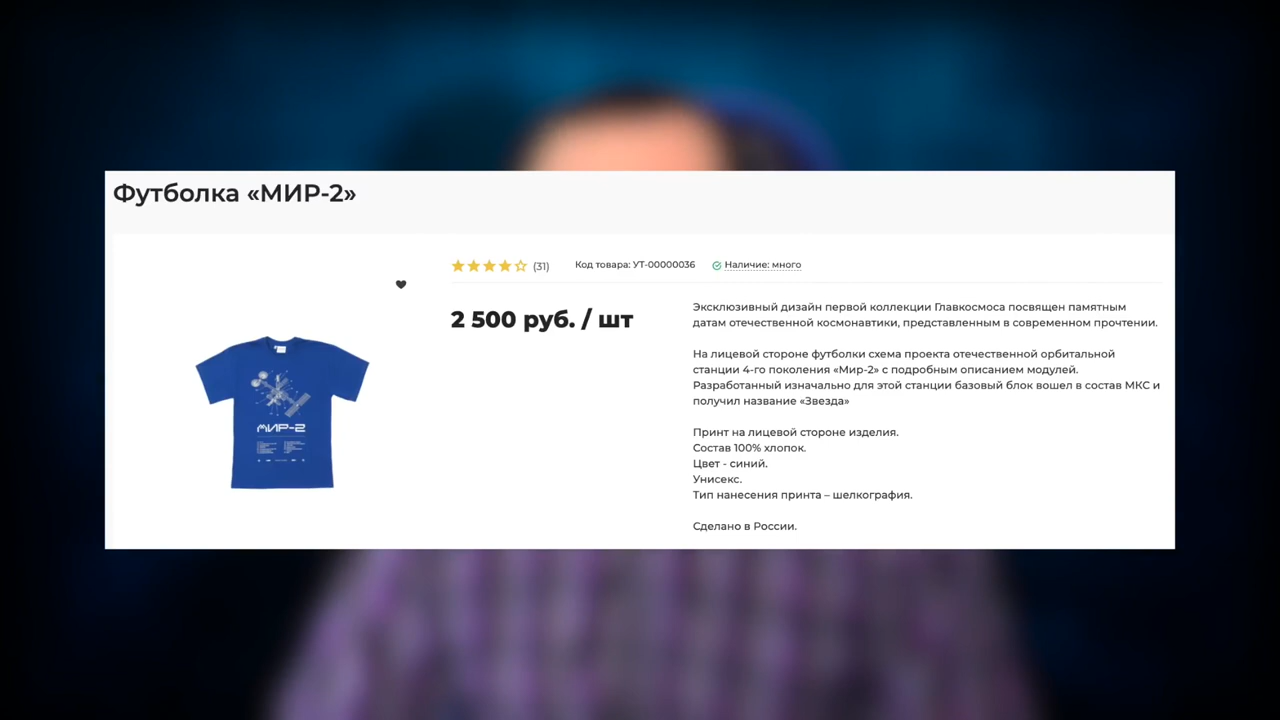 Футболка «МИР-2»
(31)
Код товара: УТ-00000036
Наличие: много
2 500 руб. / шт
Эксклюзивный дизайн первой коллекции Главкосмоса посвящен памятным
датам отечественной космонавтики, представленным в современном прочтении.
На лицевой стороне футболки схема проекта отечественной орбитальной
станции 4-го поколения «Мир-2» с подробным описанием модулей.
Разработанный изначально для этой станции базовый блок вошел в состав МКС и
получил название «Звезда»
Принт на лицевой стороне изделия.
Состав 100% хлопок.
Цвет - синий.
Унисекс.
Тип нанесения принта – шелкография.
Сделано в России.
МИР-2